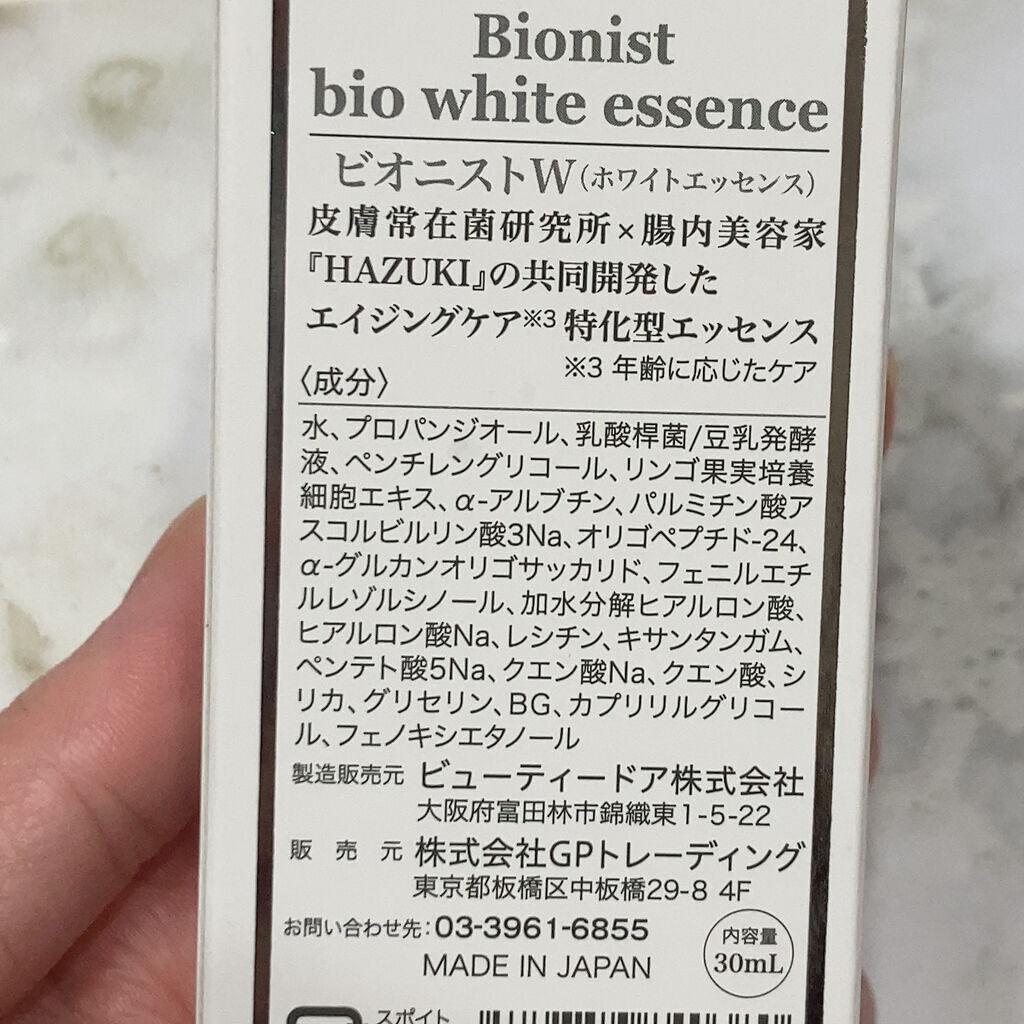 Bionist
bio white essence
ビオニストW(ホワイトエッセンス)
皮膚常在菌研究所×腸内美容家
『HAZUKI』の共同開発した
エイジングケア※3 特化型エッセンス
※3 年齢に応じたケア
〈成分〉
水、プロパンジオール、乳酸桿菌/豆乳発酵
液、ペンチレングリコール、リンゴ果実培養
細胞エキス、α-アルブチン、パルミチン酸ア
スコルビルリン酸3Na、オリゴペプチド-24、
α-グルカンオリゴサッカリド、フェニルエチ
ルレゾルシノール、加水分解ヒアルロン酸、
ヒアルロン酸Na、レシチン、キサンタンガム、
ペンテト酸5Na、クエン酸Na、クエン酸、シ
リカ、グリセリン、BG、カプリリルグリコー
ル、フェノキシエタノール
製造販売元 ビューティードア株式会社
大阪府富田林市錦織東1-5-22
販売元 株式会社GPトレーディング
東京都板橋区中板橋29-8 4F
お問い合わせ先：03-3961-6855
MADE IN JAPAN
内容量
30mL
スポイト